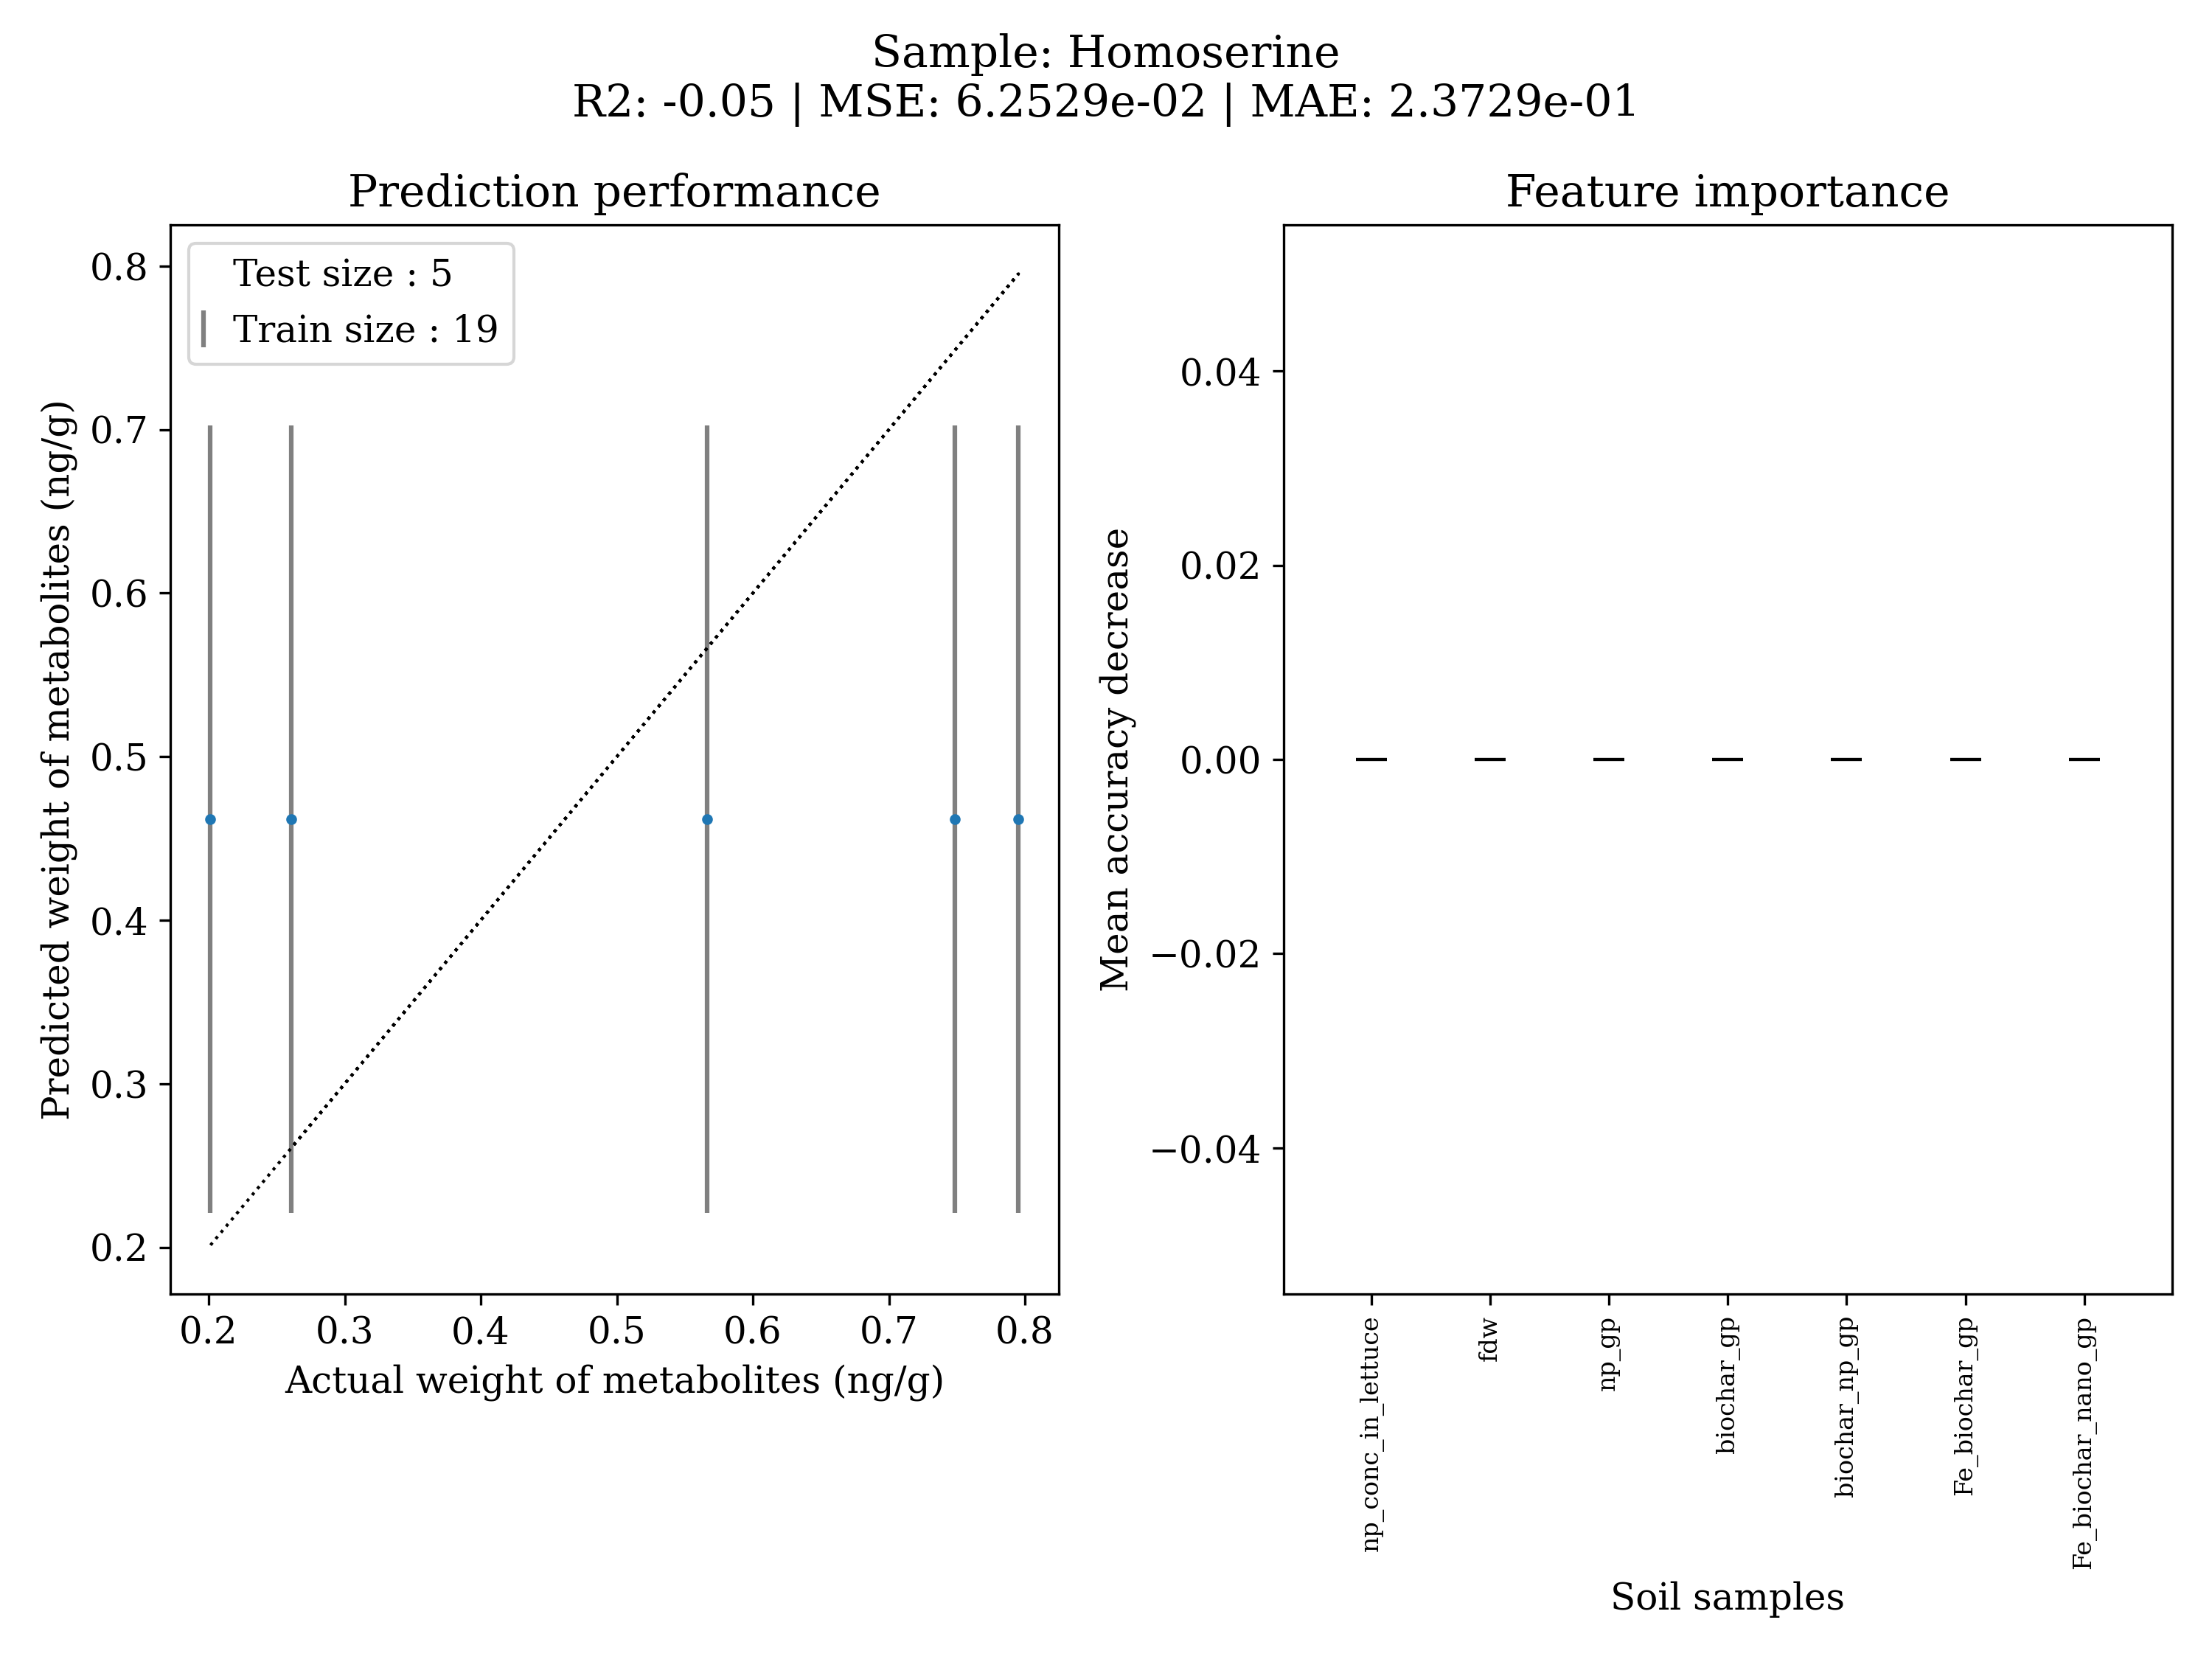 Sample: Homoserine
R2: -0.05 | MSE: 6.2529e-02 | MAE: 2.3729e-01
Prediction performance
Test size : 5
Train size : 19
0.8
0.7
0.6
0.5
0.4
0.3
0.2
Predicted weight of metabolites (ng/g)
0.2 0.3 0.4 0.5 0.6 0.7 0.8
Actual weight of metabolites (ng/g)
Feature importance
0.04
0.02
0.00
−0.02
−0.04
Mean accuracy decrease
np_conc_in_lettuce
fdw
np_gp
biochar_gp
biochar_np_gp
Fe_biochar_gp
Fe_biochar_nano_gp
Soil samples